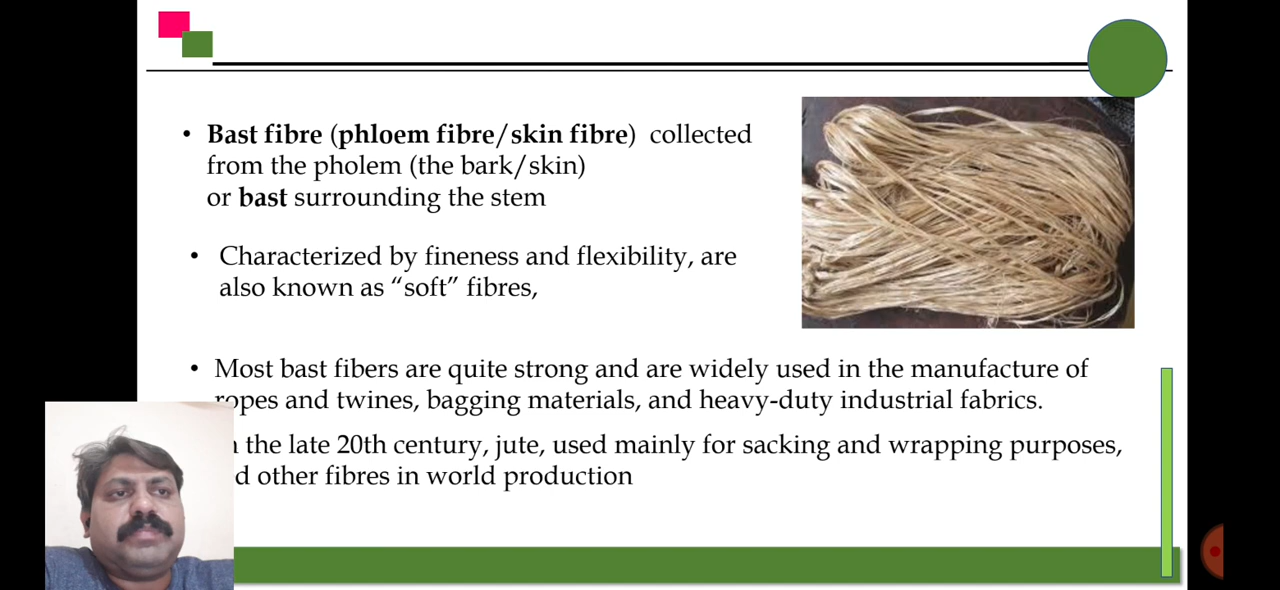 • Bast fibre (phloem fibre/skin fibre) collected
from the pholem (the bark/skin)
or bast surrounding the stem
• Characterized by fineness and flexibility, are
also known as “soft” fibres,
• Most bast fibers are quite strong and are widely used in the manufacture of
ropes and twines, bagging materials, and heavy-duty industrial fabrics.
the late 20th century, jute, used mainly for sacking and wrapping purposes,
other fibres in world production